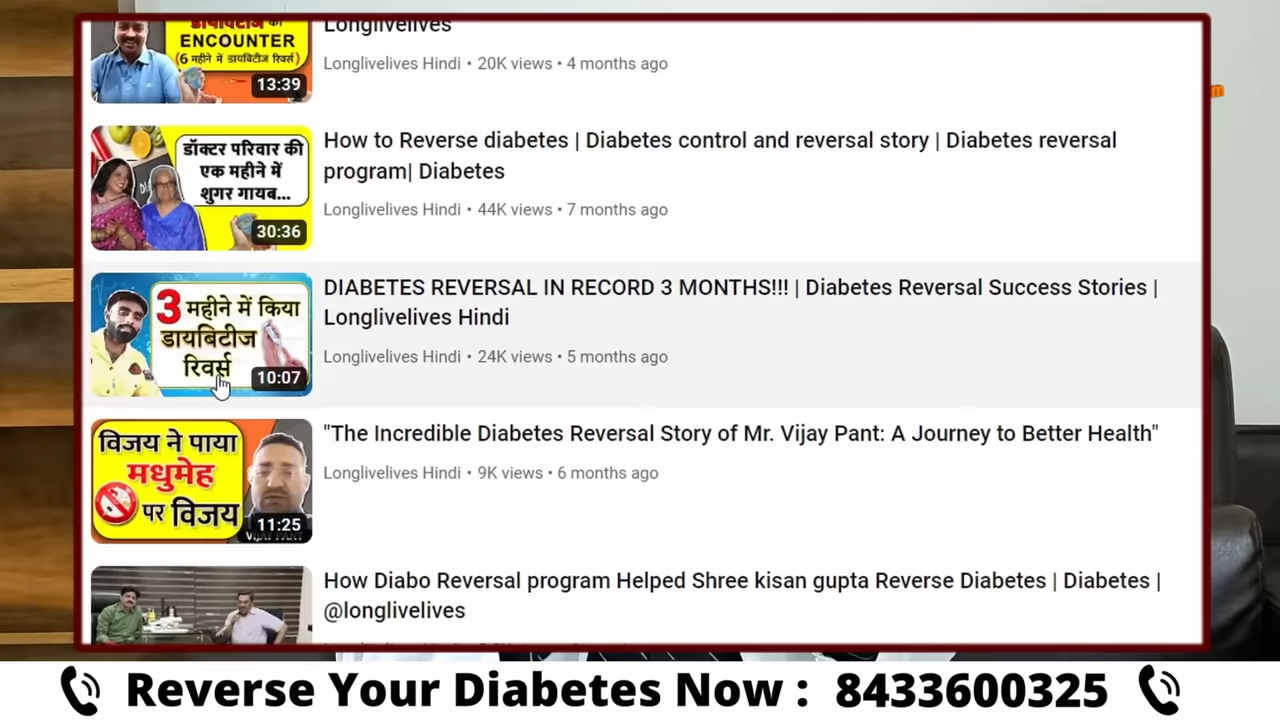 डायबिटीज का
ENCOUNTER
(6 महीने में डायबिटीज रिवर्स)
13:39
Longlivelives
Longlivelives Hindi • 20K views • 4 months ago
डॉक्टर परिवार की
एक महीने में
शुगर गायब...
30:36
How to Reverse diabetes | Diabetes control and reversal story | Diabetes reversal
program| Diabetes
Longlivelives Hindi • 44K views • 7 months ago
3 महीने में किया
डायबिटीज
रिवर्स
10:07
DIABETES REVERSAL IN RECORD 3 MONTHS!!! | Diabetes Reversal Success Stories |
Longlivelives Hindi
Longlivelives Hindi • 24K views • 5 months ago
विजय ने पाया
मधुमेह
पर विजय
11:25
"The Incredible Diabetes Reversal Story of Mr. Vijay Pant: A Journey to Better Health"
Longlivelives Hindi • 9K views • 6 months ago
How Diabo Reversal program Helped Shree kisan gupta Reverse Diabetes | Diabetes |
@longlivelives
Reverse Your Diabetes Now : 8433600325